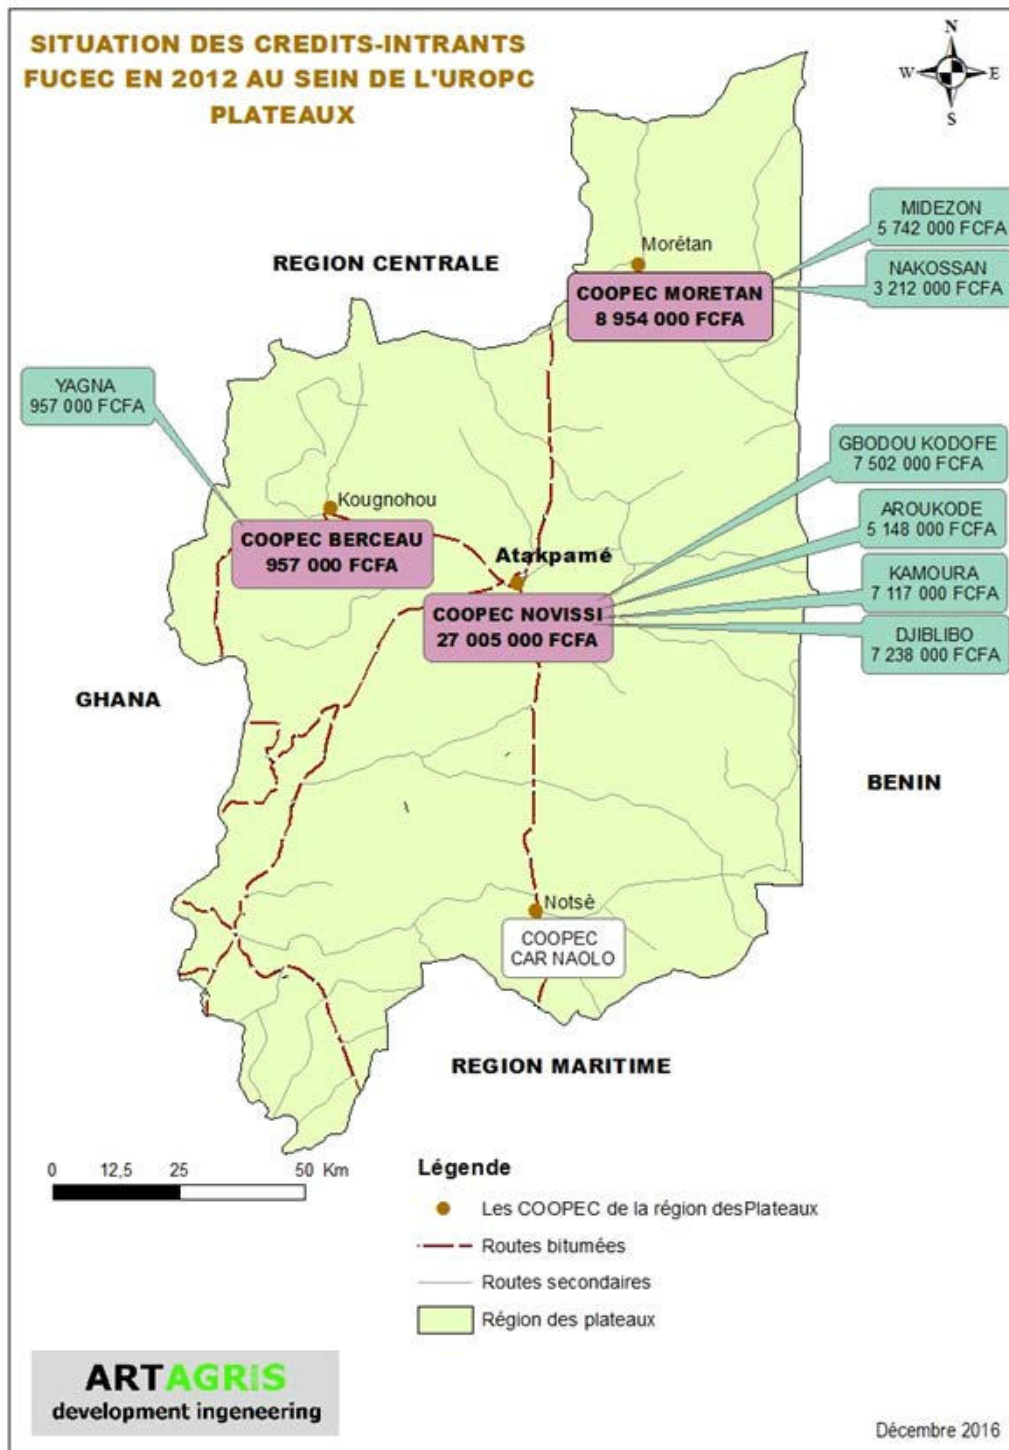 SITUATION DES CREDITS-INTRANTS
FUCEC EN 2012 AU SEIN DE L'UROPC
PLATEAUX
N
W
E
S
MIDEZON
5 742 000 FCFA
Morétan
REGION CENTRALE
NAKOSSAN
3 212 000 FCFA
COOPEC MORETAN
8 954 000 FCFA
YAGNA
957 000 FCFA
GBODOU KODOFE
7 502 000 FCFA
Kougnohou
AROUKODE
5 148 000 FCFA
COOPEC BERCEAU
957 000 FCFA
Atakpamé
KAMOURA
7 117 000 FCFA
COOPEC NOVISSI
27 005 000 FCFA
DJIBLIBO
7 238 000 FCFA
GHANA
BENIN
Notsè
COOPEC
CAR NAOLO
REGION MARITIME
0 12,5 25 50 Km
Légende
Les COOPEC de la région desPlateaux
Routes bitumées
Routes secondaires
Région des plateaux
ARTAGRIS
development ingeneering
Décembre 2016